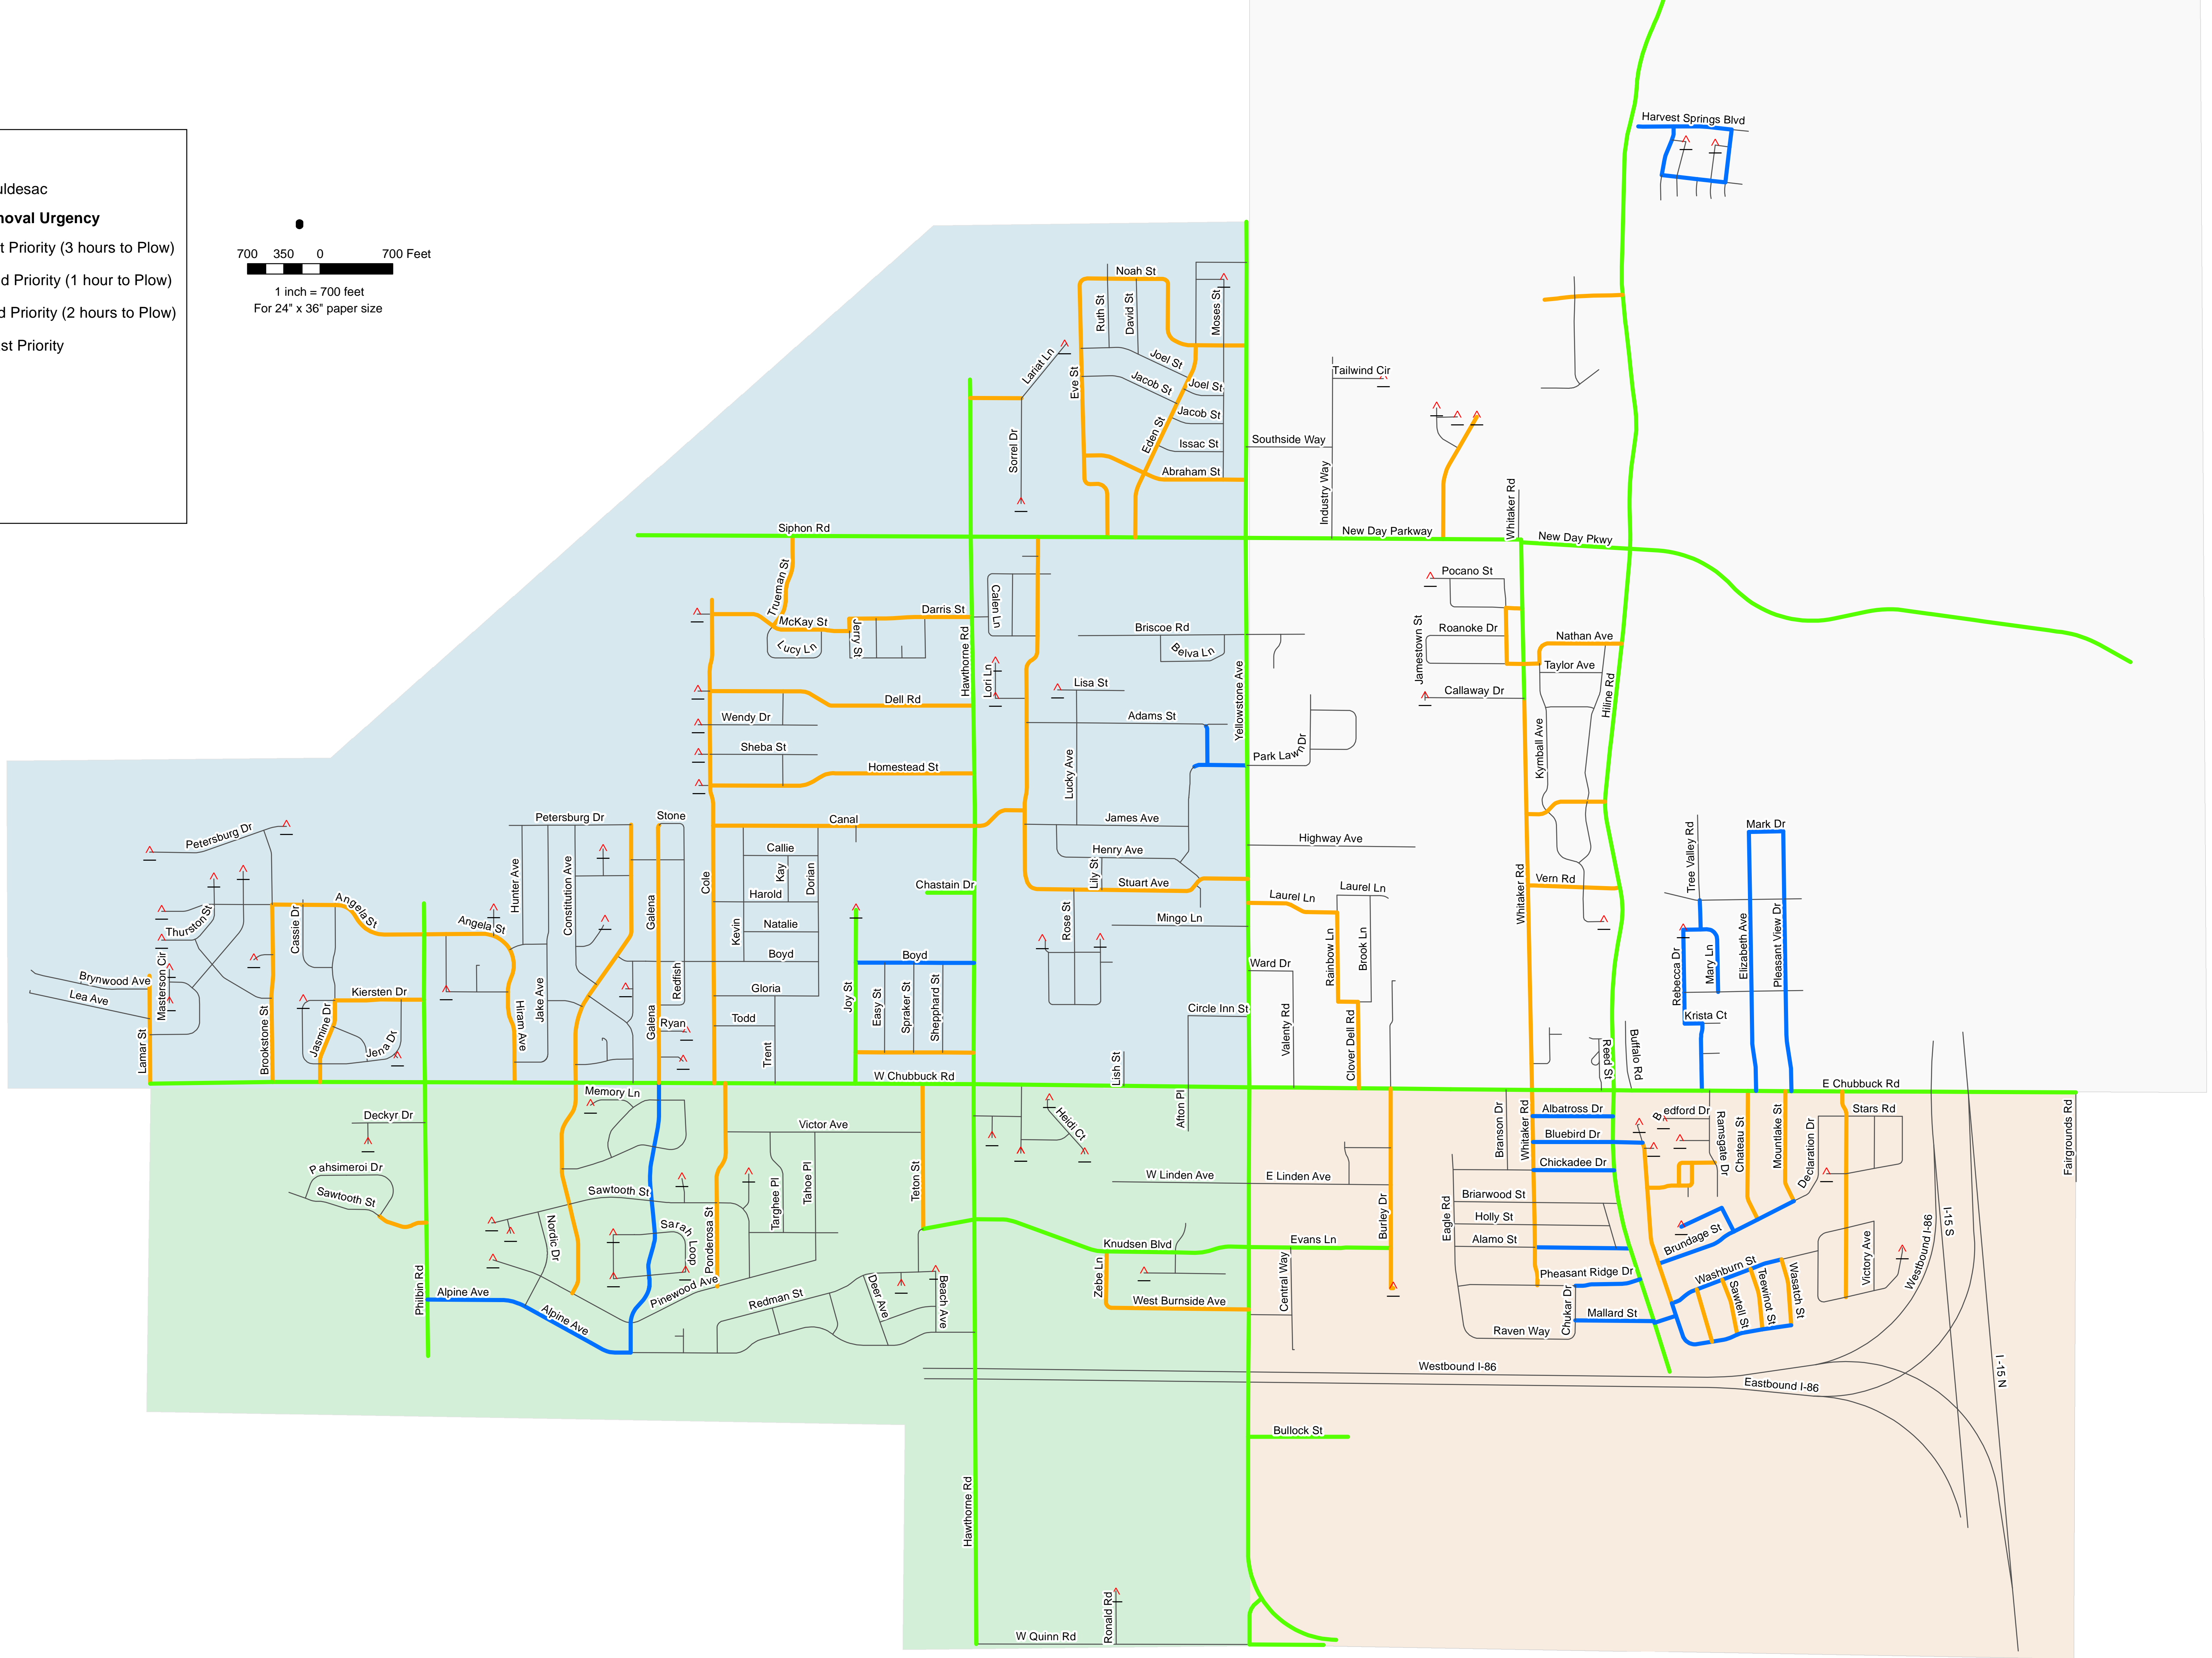 Harvest Springs Blvd
uldesac
noval Urgency
t Priority (3 hours to Plow)
d Priority (1 hour to Plow)
d Priority (2 hours to Plow)
st Priority
700 350 0 700 Feet
1 inch = 700 feet
For 24" x 36" paper size
Noah St
Ruth St
David St
Moses St
Lariat Ln
Joel St
Eve St
Jacob St
Joel St
Jacob St
Tailwind Cir
Eden St
Issac St
Southside Way
Sorrel Dr
Abraham St
Industry Way
Whitaker Rd
Siphon Rd
New Day Parkway
New Day Pkwy
Trueman St
Calen Ln
Pocano St
Darris St
McKay St
Jerry St
Lucy Ln
Hawthorne Rd
Briscoe Rd
Belva Ln
Jamestown St
Roanoke Dr
Nathan Ave
Taylor Ave
Lori Ln
Lisa St
Yellowstone Ave
Callaway Dr
Hiline Rd
Dell Rd
Wendy Dr
Adams St
Sheba St
Homestead St
Lucky Ave
Park Lawn Dr
Kymball Ave
Petersburg Dr
Petersburg Dr
Stone
Canal
James Ave
Highway Ave
Mark Dr
Tree Valley Rd
Hunter Ave
Constitution Ave
Callie
Kay
Dorian
Henry Ave
Lily St
Stuart Ave
Cole
Harold
Chastain Dr
Laurel Ln
Laurel Ln
Vern Rd
Whitaker Rd
Angela St
Angela St
Thurston St
Cassie Dr
Galena
Kevin
Natalie
Rose St
Mingo Ln
Rainbow Ln
Brook Ln
Elizabeth Ave
Pleasant View Dr
Boyd
Boyd
Ward Dr
Rebecca Dr
Mary Ln
Brynwood Ave
Lea Ave
Masterson Cir
Kiersten Dr
Redfish
Gloria
Joy St
Easy St
Spraker St
Shepphard St
Circle Inn St
Valenty Rd
Clover Dell Rd
Krista Ct
Lamar St
Brookstone St
Jasmine Dr
Jena Dr
Hiram Ave
Jake Ave
Galena
Ryan
Todd
Trent
Lish St
Reed St
Buffalo Rd
W Chubbuck Rd
E Chubbuck Rd
Memory Ln
Deckyr Dr
Victor Ave
Heidi Ct
Afton Pl
Branson Dr
Whitaker Rd
Albatross Dr
Bluebird Dr
Chickadee Dr
Bedford Dr
Ramsgate Dr
Chateau St
Mountlake St
Declaration Dr
Stars Rd
Fairgrounds Rd
Pahsimeroi Dr
Sawtooth St
Sawtooth St
Targhee Pl
Tahoe Pl
Teton St
W Linden Ave
E Linden Ave
Burley Dr
Eagle Rd
Briarwood St
Holly St
Alamo St
Nordic Dr
Sarah Loop
Ponderosa St
Knudsen Blvd
Evans Ln
Brundage St
Westbound I-86
I-15 S
Philbin Rd
Alpine Ave
Alpine Ave
Pinewood Ave
Redman St
Deer Ave
Beach Ave
Zebe Ln
West Burnside Ave
Central Way
Pheasant Ridge Dr
Chukar Dr
Mallard St
Raven Way
Washburn St
Sawtell St
Teewinot St
Wasatch St
Victory Ave
Westbound I-86
Eastbound I-86
I -15 N
Bullock St
Hawthorne Rd
Ronald Rd
W Quinn Rd